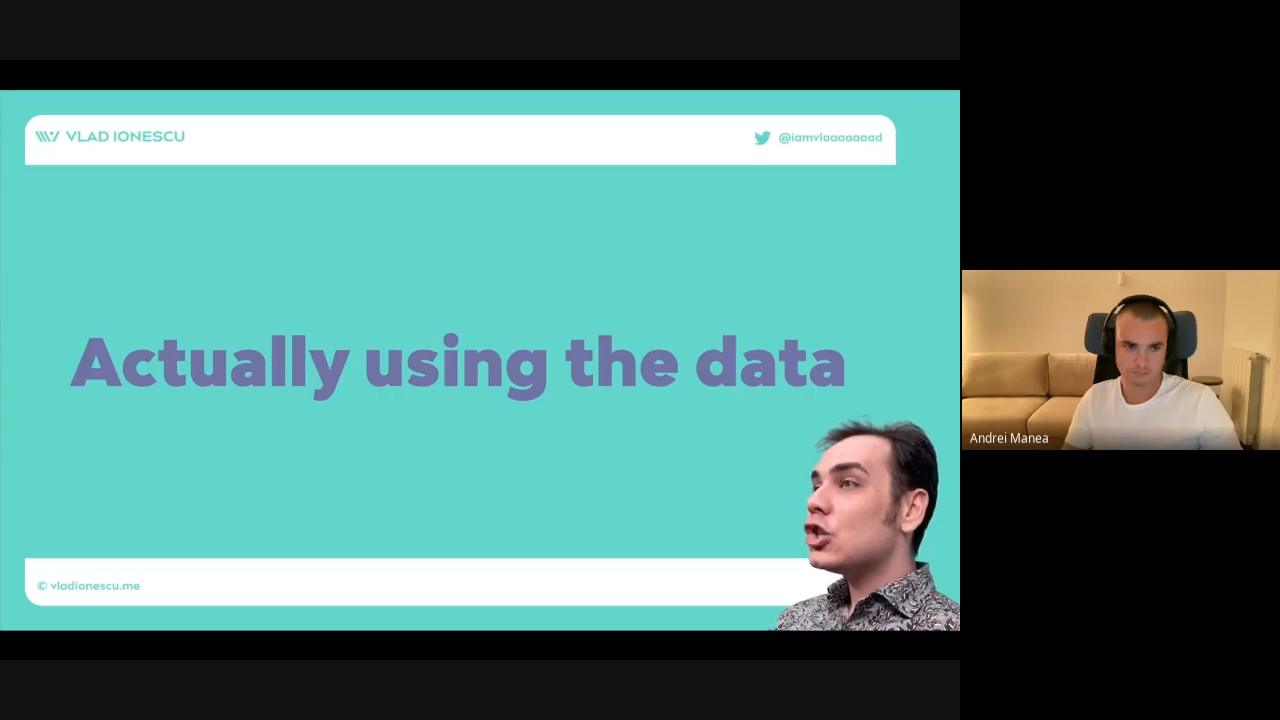 VLAD IONESCU
@iamvlaaaaaaad
Actually using the data
© vladionescu.me
Andrei Manea